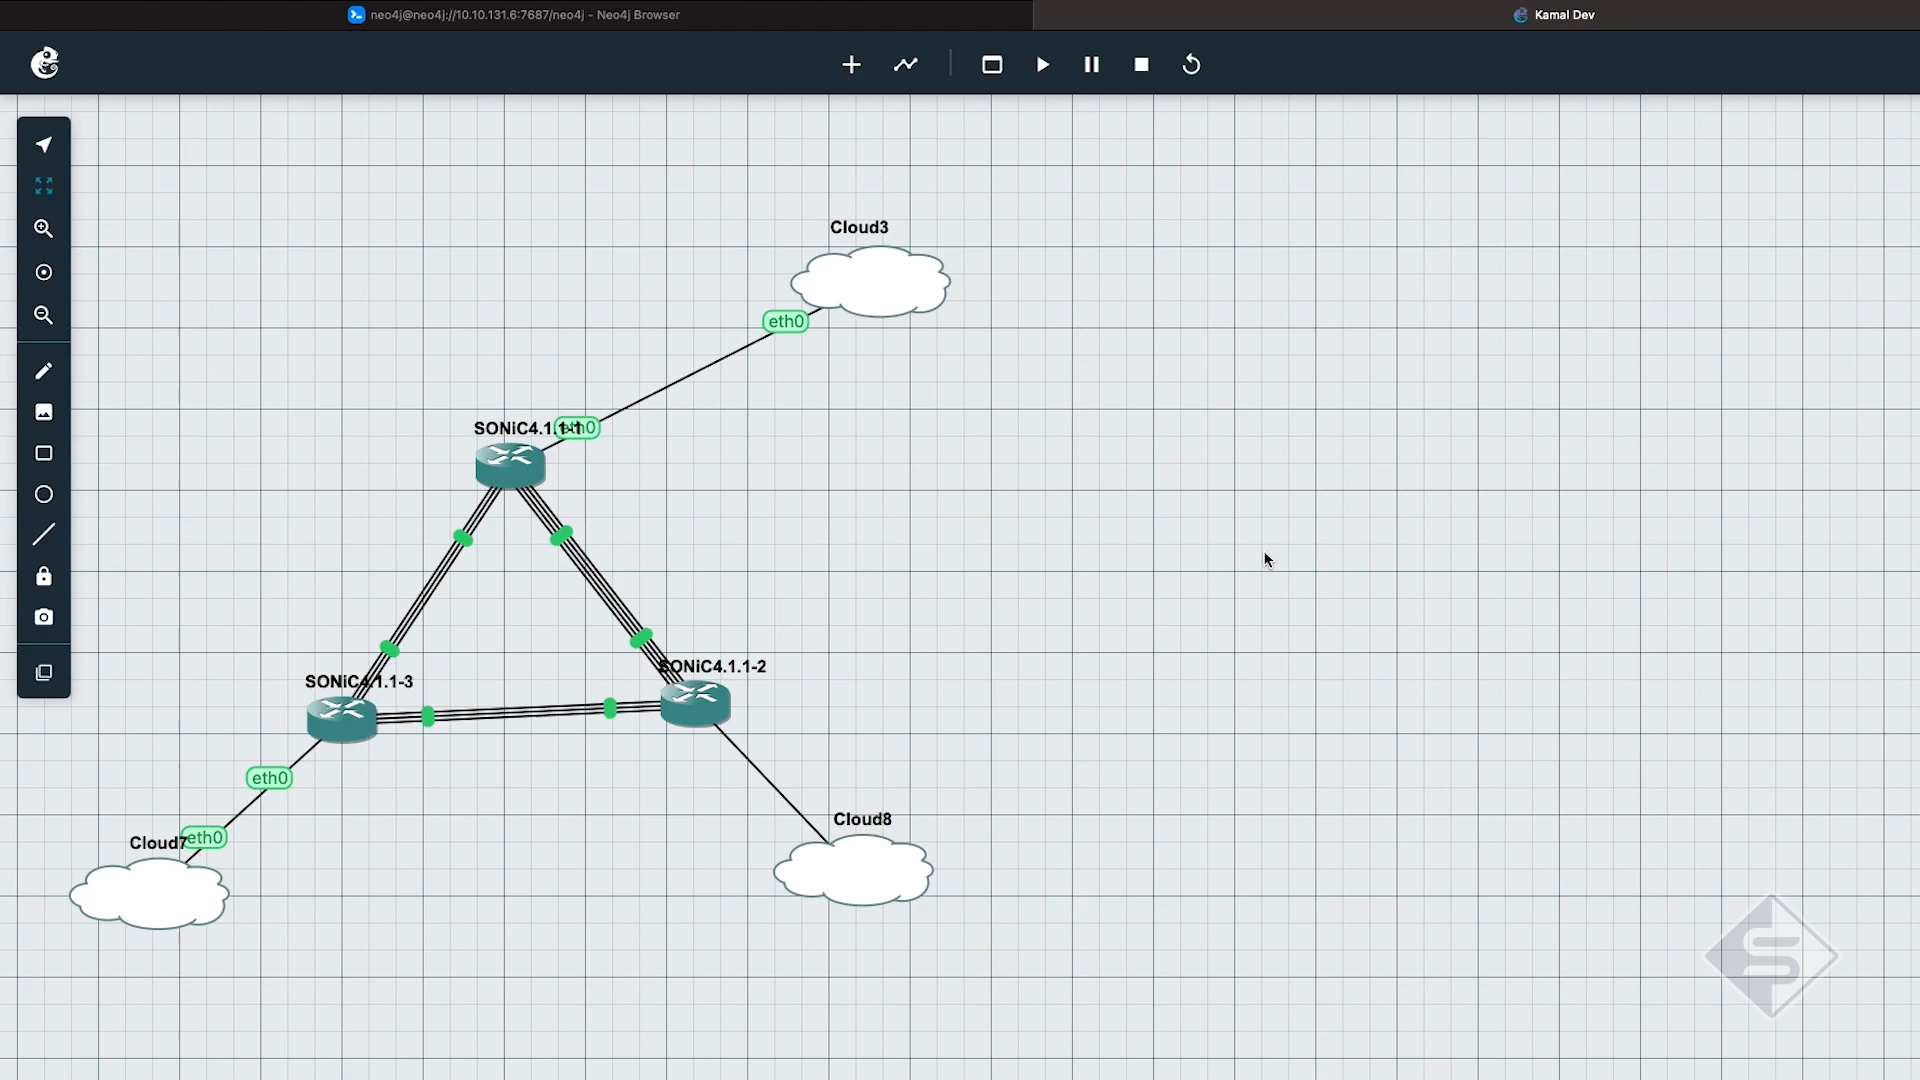 neo4j@neo4j://10.10.131.6:7687/neo4j - Neo4j Browser
Kamal Dev
Cloud3
eth0
SONiC4.1.1-1
eth0
SONiC4.1.1-2
SONiC4.1.1-3
eth0
Cloud8
Cloud7
eth0